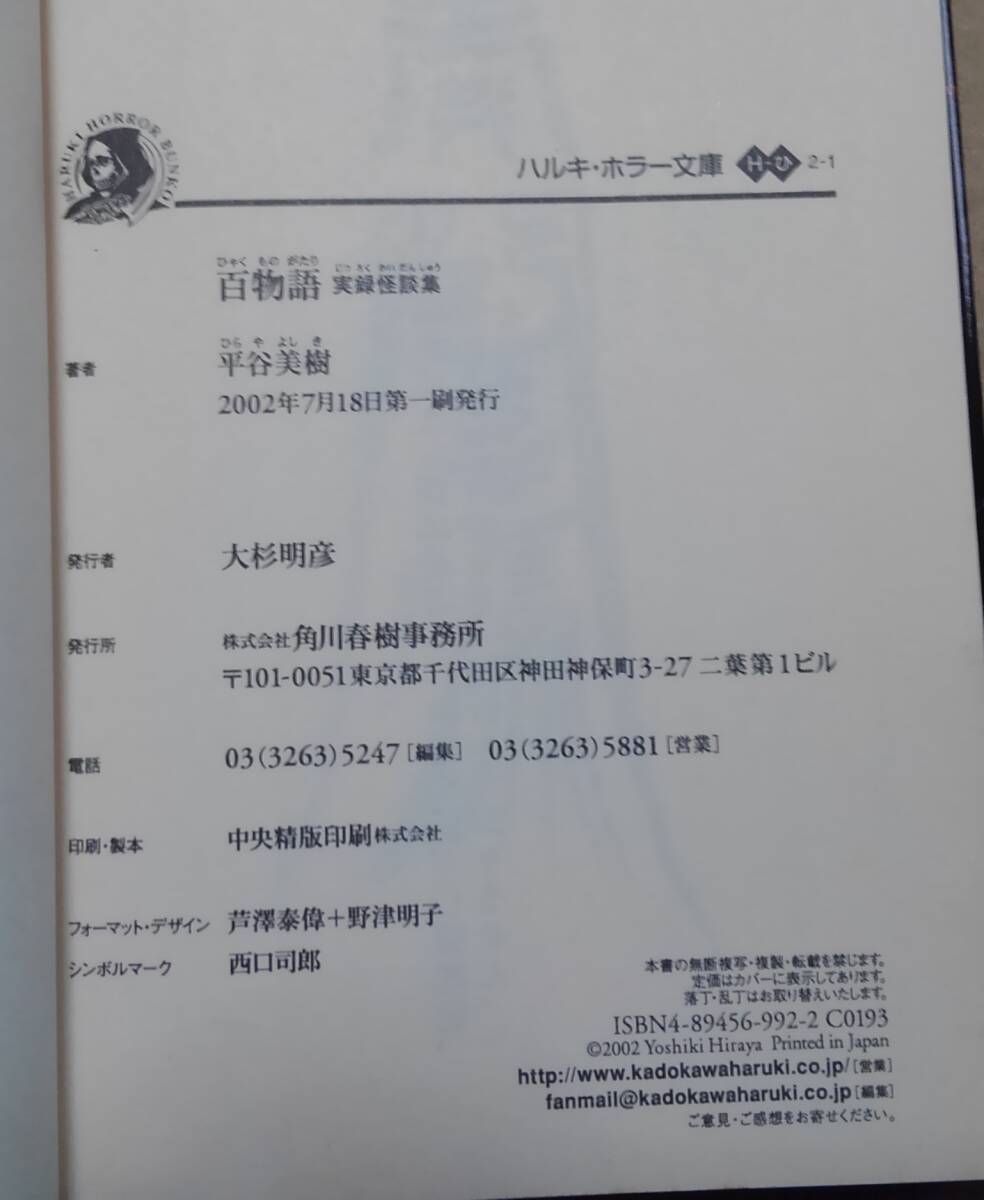 HARUKI HORROR BUNKO
ハルキ・ホラー文庫 H-ひ 2-1
ひゃく もの がたり じつ ろく かい だん しゅう
百物語 実録怪談集
ひら や よし き
著者 平谷美樹
2002年7月18日第一刷発行
発行者 大杉明彦
発行所 株式会社角川春樹事務所
〒101-0051東京都千代田区神田神保町3-27 二葉第1ビル
電話 03(3263)5247[編集] 03(3263)5881[営業]
印刷・製本 中央精版印刷株式会社
フォーマット・デザイン 芦澤泰偉+野津明子
シンボルマーク 西口司郎
本書の無断複写・複製・転載を禁じます。
定価はカバーに表示してあります。
落丁・乱丁はお取り替えいたします。
ISBN4-89456-992-2 C0193
©2002 Yoshiki Hiraya Printed in Japan
http://www.kadokawaharuki.co.jp/[営業]
fanmail@kadokawaharuki.co.jp[編集]
ご意見・ご感想をお寄せください。